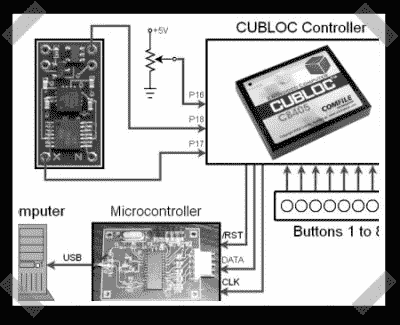 CUBLOC Controller
+5V
P16
P18
P17
CUBLOC
CB405
COMFILE
X N
mputer
Microcontroller
/RST
DATA
CLK
USB
Buttons 1 to 8